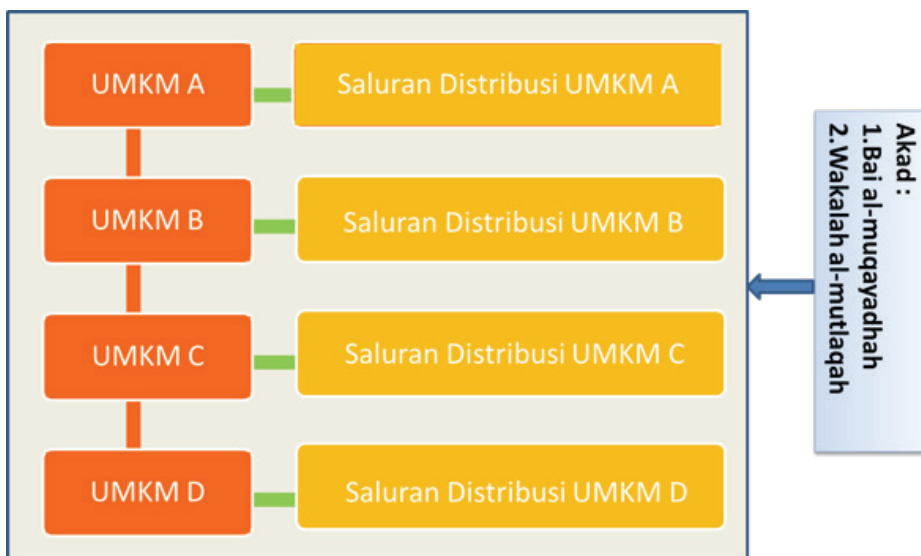 UMKM A
Saluran Distribusi UMKM A
UMKM B
Saluran Distribusi UMKM B
UMKM C
Saluran Distribusi UMKM C
UMKM D
Saluran Distribusi UMKM D
Akad :
1.Bai al-muqayadhah
2.Wakalah al-mutlaqah